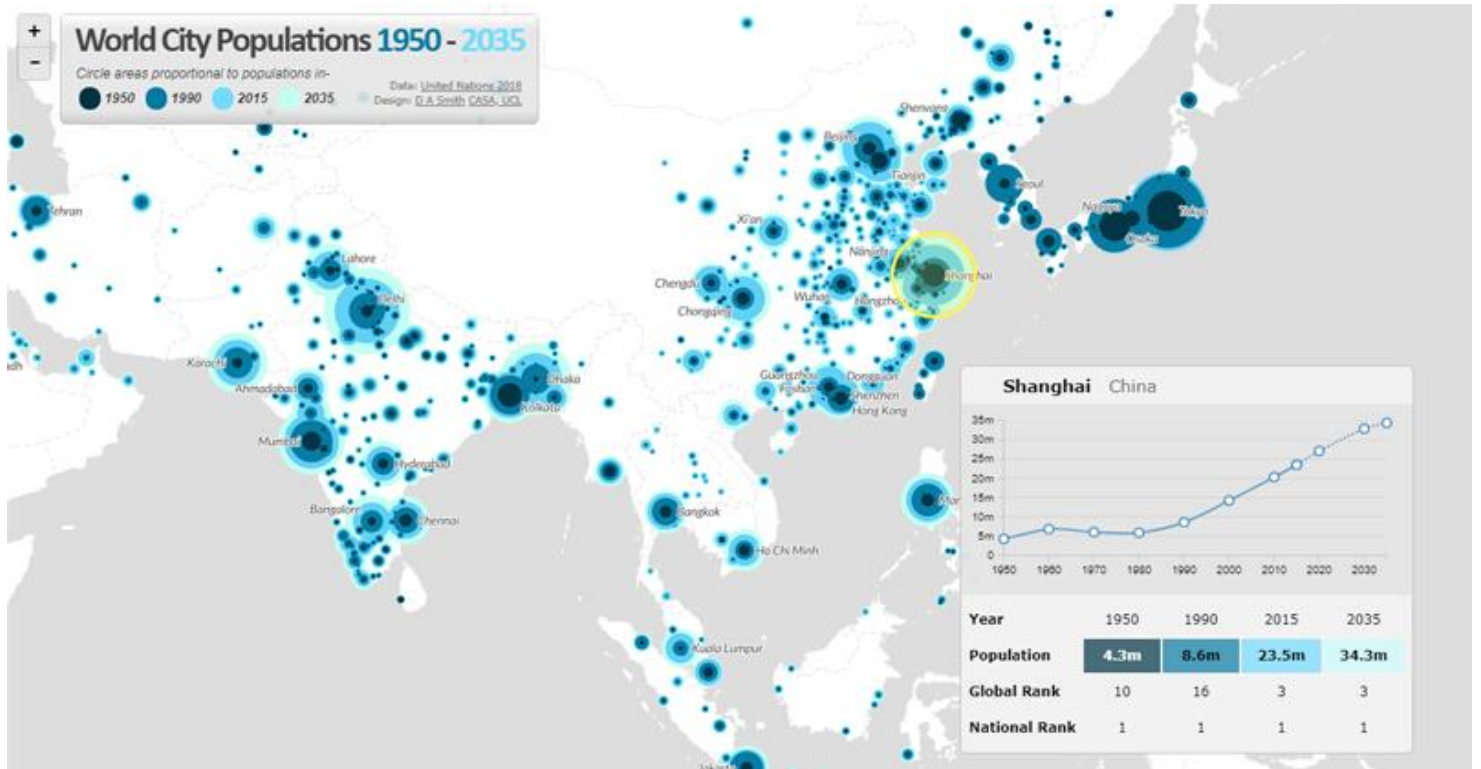 +
−
World City Populations 1950 - 2035
Circle areas proportional to populations in-
1950 1990 2015 2035
Data: United Nations 2018
Design: D A Smith CASA, UCL
Shenyang
Beijing
Tianjin
Seoul
Nagoya
Tokyo
Osaka
Tehran
Xi'an
Lahore
Nanjing
Shanghai
Chengdu
Delhi
Wuhan
Hangzhou
Chongqing
Karachi
Guangzhou
Dongguan
Dhaka
Ahmadabad
Foshan
Shenzhen
Kolkata
Hong Kong
Mumbai
Hyderabad
Bangalore
Chennai
Bangkok
Ho Chi Minh
Kuala Lumpur
Jakarta
Shanghai China
35m
30m
25m
20m
15m
10m
5m
0
1950 1960 1970 1980 1990 2000 2010 2020 2030
Year 1950 1990 2015 2035
Population 4.3m 8.6m 23.5m 34.3m
Global Rank 10 16 3 3
National Rank 1 1 1 1